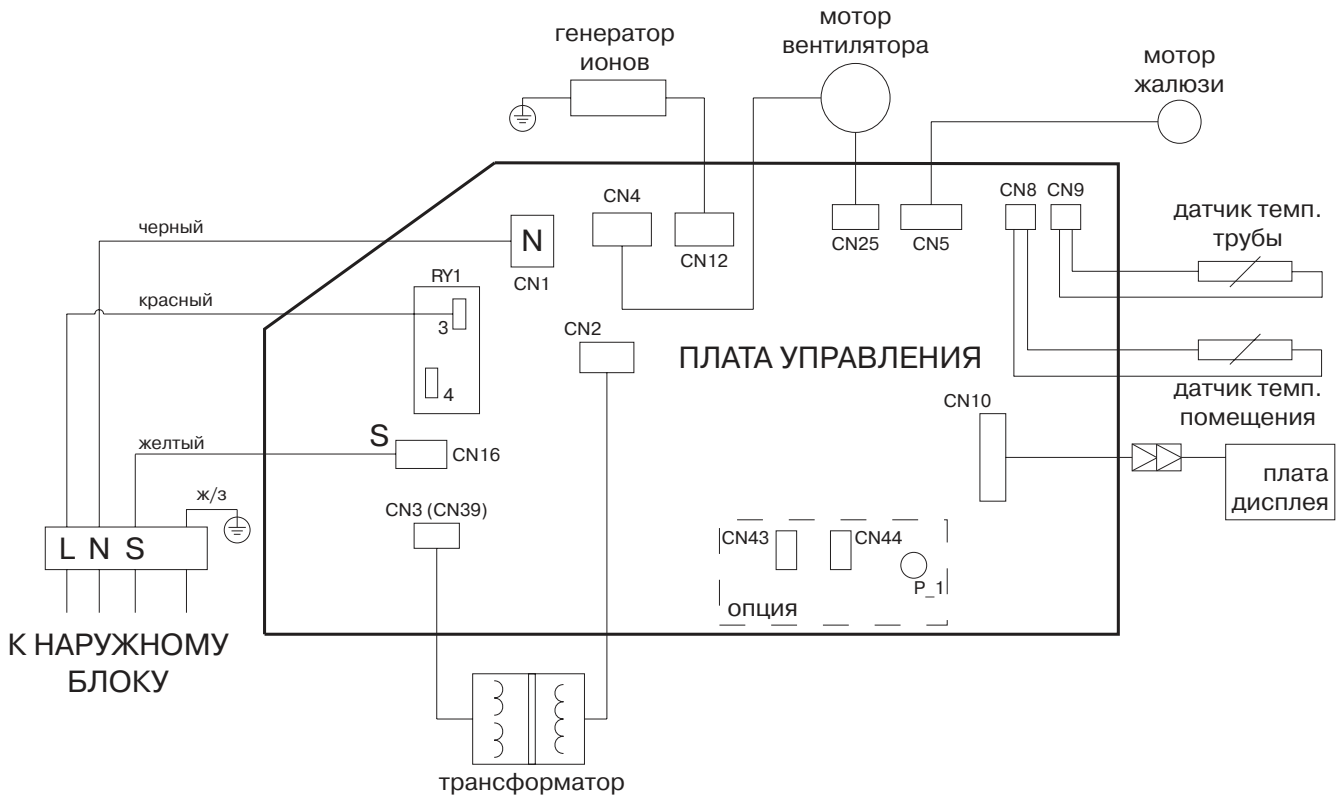 мотор
вентилятора
генератор
ионов
мотор
жалюзи
CN8 CN9
CN4
датчик темп.
трубы
черный
N
CN12
CN25
CN5
CN1
RY1
красный
3
CN2
ПЛАТА УПРАВЛЕНИЯ
4
датчик темп.
помещения
CN10
желтый
S
CN16
плата
дисплея
ж/з
CN3 (CN39)
L N S
CN43
CN44
P_1
опция
К НАРУЖНОМУ
БЛОКУ
трансформатор